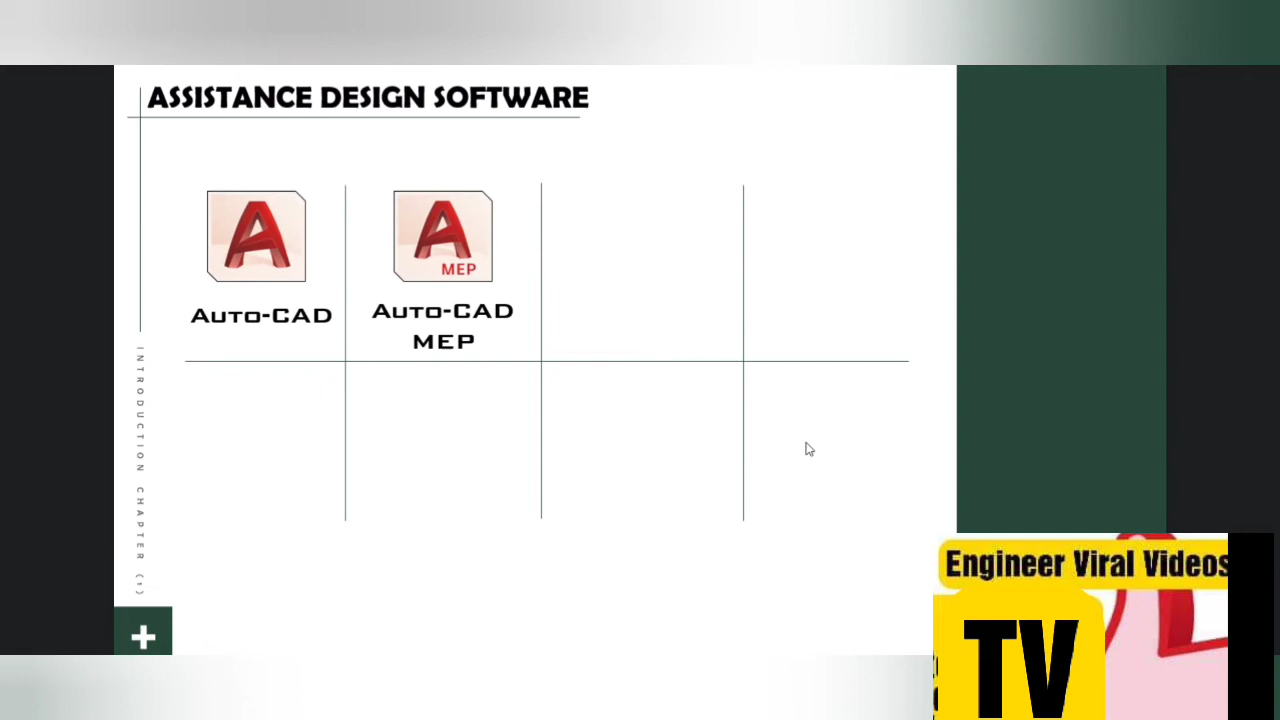 ASSISTANCE DESIGN SOFTWARE
MEP
Auto-CAD
Auto-CAD
MEP
INTRODUCTION CHAPTER (1)
Engineer Viral Videos
TV